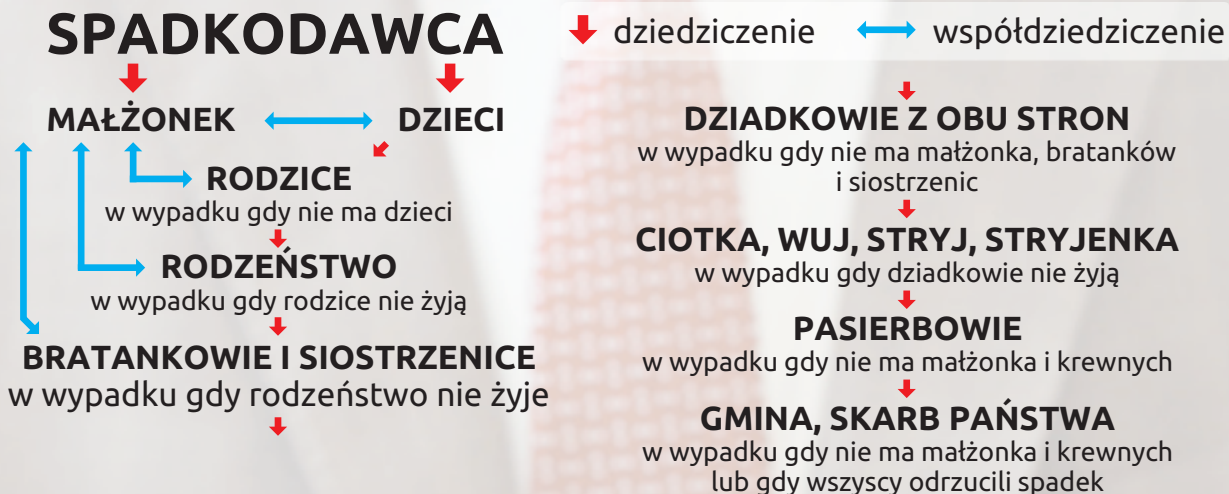 SPADKODAWCA
MAŁŻONEK
DZIECI
RODZICE
w wypadku gdy nie ma dzieci
RODZEŃSTWO
w wypadku gdy rodzice nie żyją
BRATANKOWIE I SIOSTRZENICE
w wypadku gdy rodzeństwo nie żyje
dziedziczenie
współdziedziczenie
DZIADKOWIE Z OBU STRON
w wypadku gdy nie ma małżonka, bratanków
i siostrzenic
CIOTKA, WUJ, STRYJ, STRYJENKA
w wypadku gdy dziadkowie nie żyją
PASIERBOWIE
w wypadku gdy nie ma małżonka i krewnych
GMINA, SKARB PAŃSTWA
w wypadku gdy nie ma małżonka i krewnych
lub gdy wszyscy odrzucili spadek